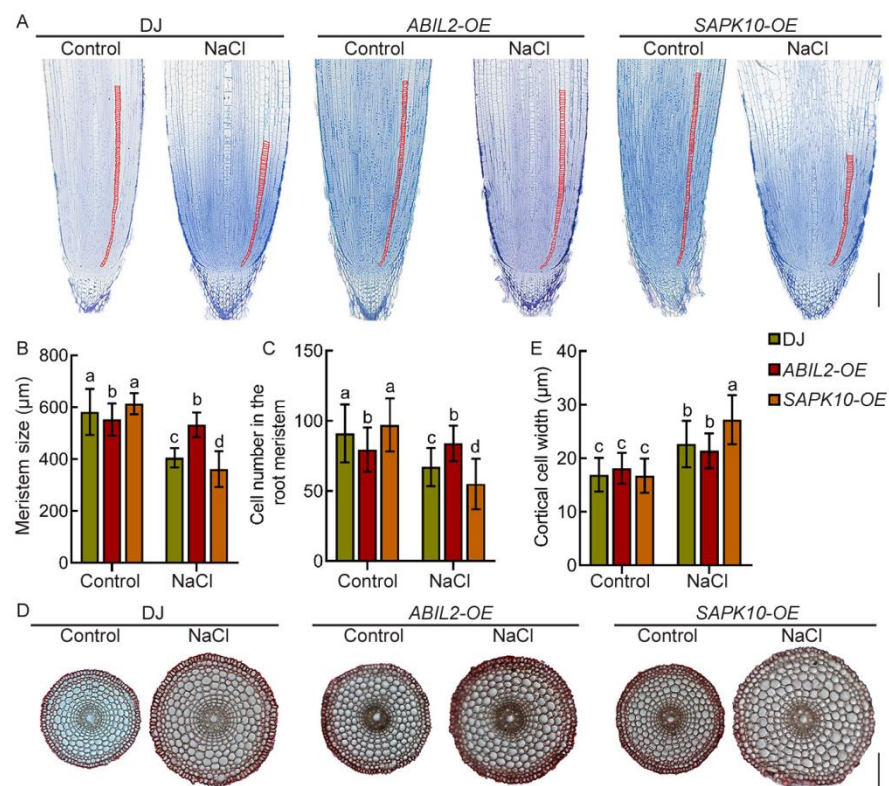 A
DJ
ABIL2-OE
SAPK10-OE
Control
NaCl
Control
NaCl
Control
NaCl
B
Meristem size (µm)
800
600
400
200
0
a
b
a
c
b
d
Control
NaCl
C
Cell number in the
root meristem
150
100
50
0
a
b
a
c
b
d
Control
NaCl
E
Cortical cell width (µm)
40
30
20
10
0
c
c
c
b
b
a
Control
NaCl
DJ
ABIL2-OE
SAPK10-OE
D
DJ
ABIL2-OE
SAPK10-OE
Control
NaCl
Control
NaCl
Control
NaCl